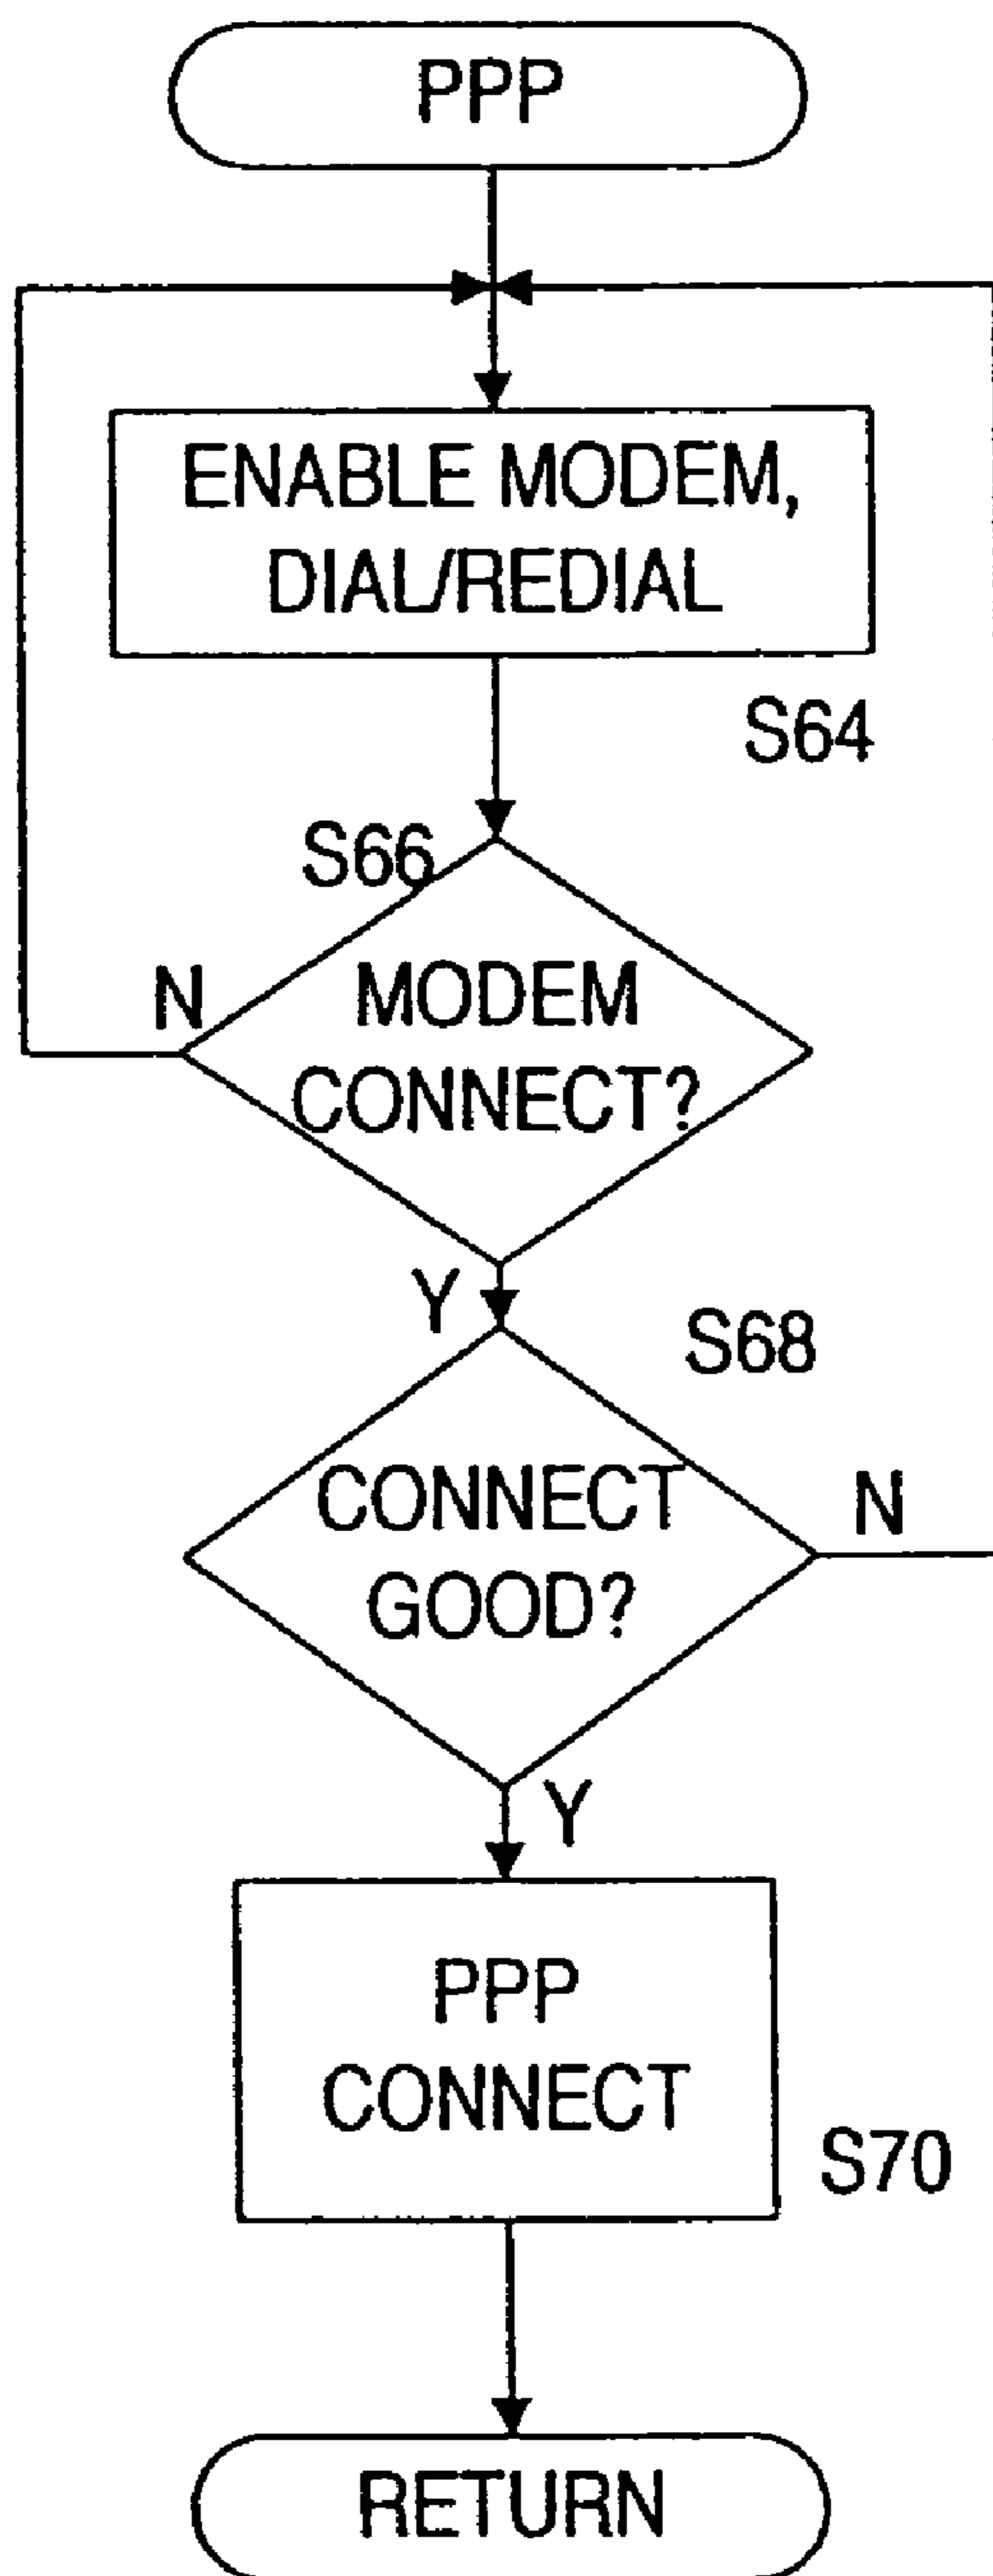 PPP
ENABLE MODEM,
DIAL/REDIAL
S64
S66
N
MODEM
CONNECT?
Y
S68
CONNECT
GOOD?
N
Y
PPP
CONNECT
S70
RETURN